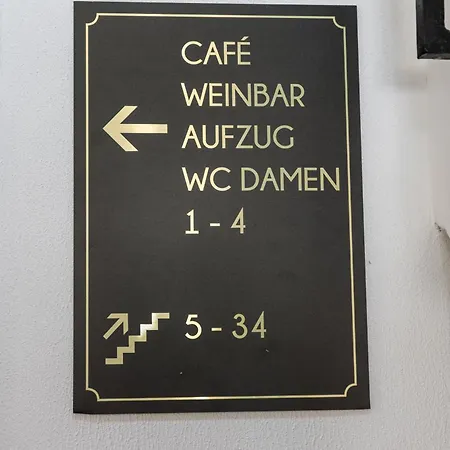 CAFÉ
WEINBAR
AUFZUG
WC DAMEN
1 - 4
5 - 34